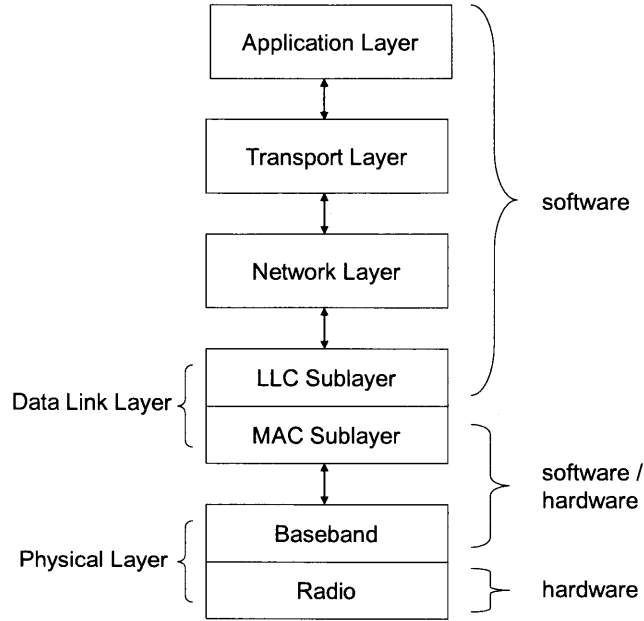 Application Layer
Transport Layer
software
Network Layer
LLC Sublayer
Data Link Layer
MAC Sublayer
software /
hardware
Baseband
Physical Layer
Radio
hardware